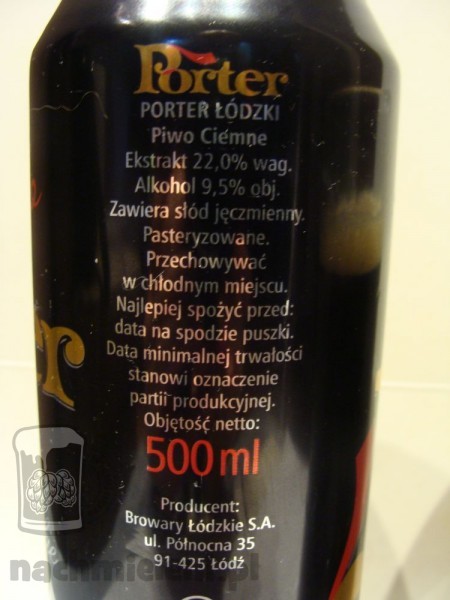 Porter
PORTER ŁÓDZKI
Piwo Ciemne
Ekstrakt 22,0% wag.
Alkohol 9,5% obj.
Zawiera słód jęczmienny.
Pasteryzowane.
Przechowywać
w chłodnym miejscu.
Najlepiej spożyć przed:
data na spodzie puszki.
Data minimalnej trwałości
stanowi oznaczenie
partii produkcyjnej.
Objętość netto:
500 ml
Producent:
Browary Łódzkie S.A.
ul. Północna 35
91-425 Łódź